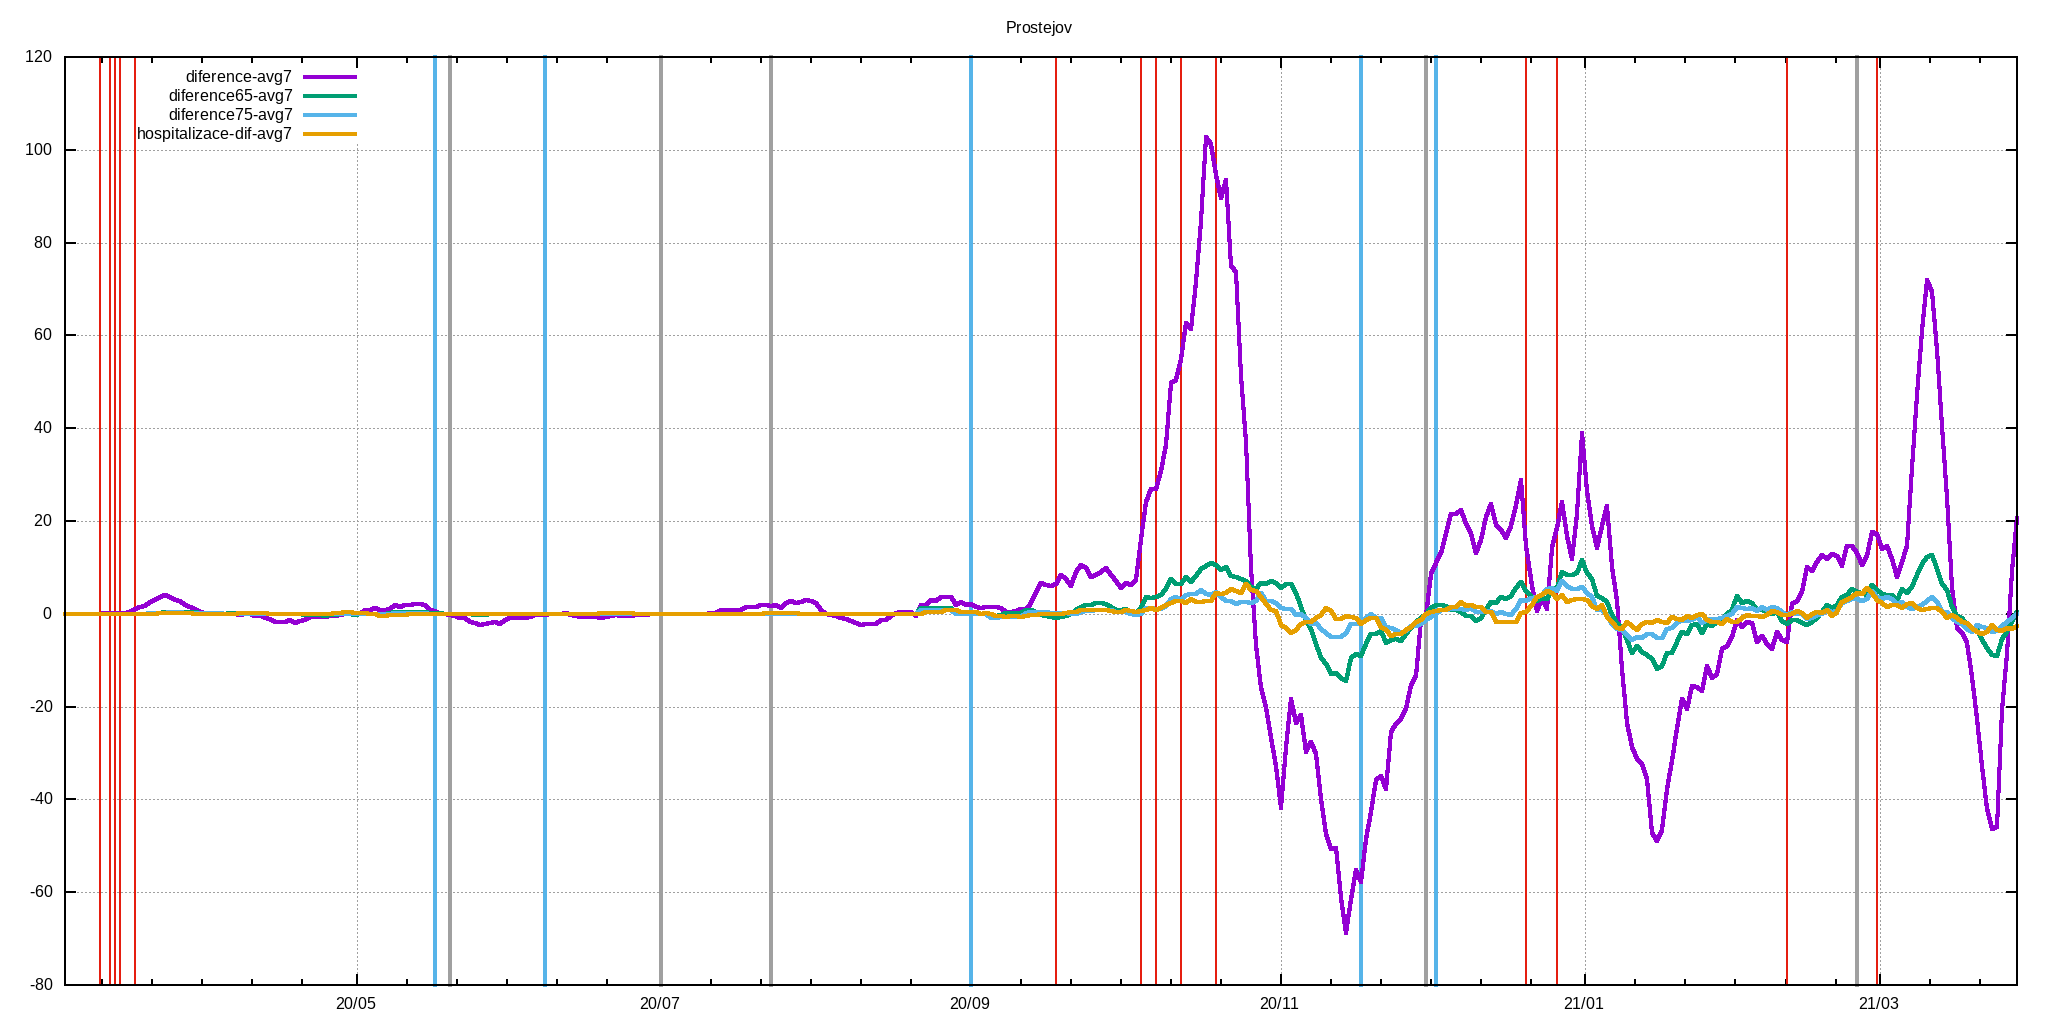 Prostejov
diference-avg7
diference65-avg7
diference75-avg7
hospitalizace-dif-avg7
120
100
80
60
40
20
0
-20
-40
-60
-80
20/05 20/07 20/09 20/11 21/01 21/03